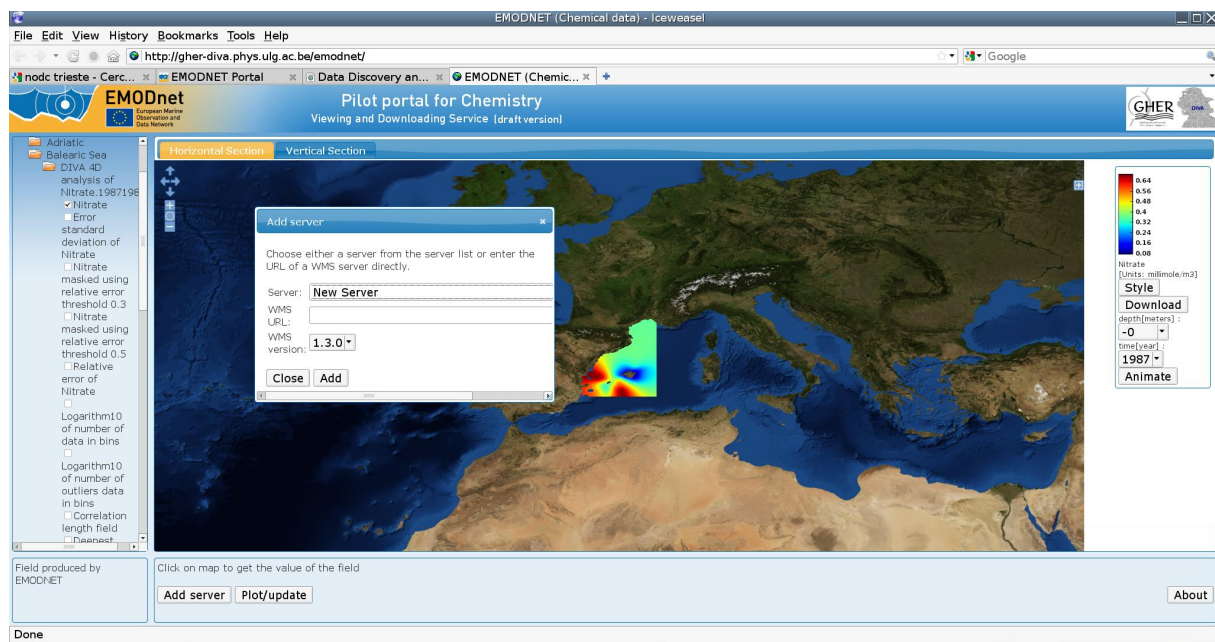 EMODNET (Chemical data) - Iceweasel
File Edit View History Bookmarks Tools Help
http://gher-diva.phys.ulg.ac.be/emodnet/
Google
nodc trieste - Cerc...
EMODNET Portal
Data Discovery an...
EMODNET (Chemic...
EMODnet
European Marine
Observation and
Data Network
Pilot portal for Chemistry
Viewing and Downloading Service (draft version)
GHER
DIVA
Adriatic
Balearic Sea
DIVA 4D
analysis of
Nitrate.1987198
Nitrate
Error
standard
deviation of
Nitrate
Nitrate
masked using
relative error
threshold 0.3
Nitrate
masked using
relative error
threshold 0.5
Relative
error of
Nitrate
Logarithm10
of number of
data in bins
Logarithm10
of number of
outliers data
in bins
Correlation
length field
Deepest
Horizontal Section
Vertical Section
Add server
Choose either a server from the server list or enter the
URL of a WMS server directly.
Server: New Server
WMS
URL:
WMS
version: 1.3.0
Close Add
0.64
0.56
0.48
0.4
0.32
0.24
0.16
0.08
Nitrate
[Units: millimole/m3]
Style
Download
depth[meters] :
-0
time[year] :
1987
Animate
Field produced by
EMODNET
Click on map to get the value of the field
Add server Plot/update
About
Done